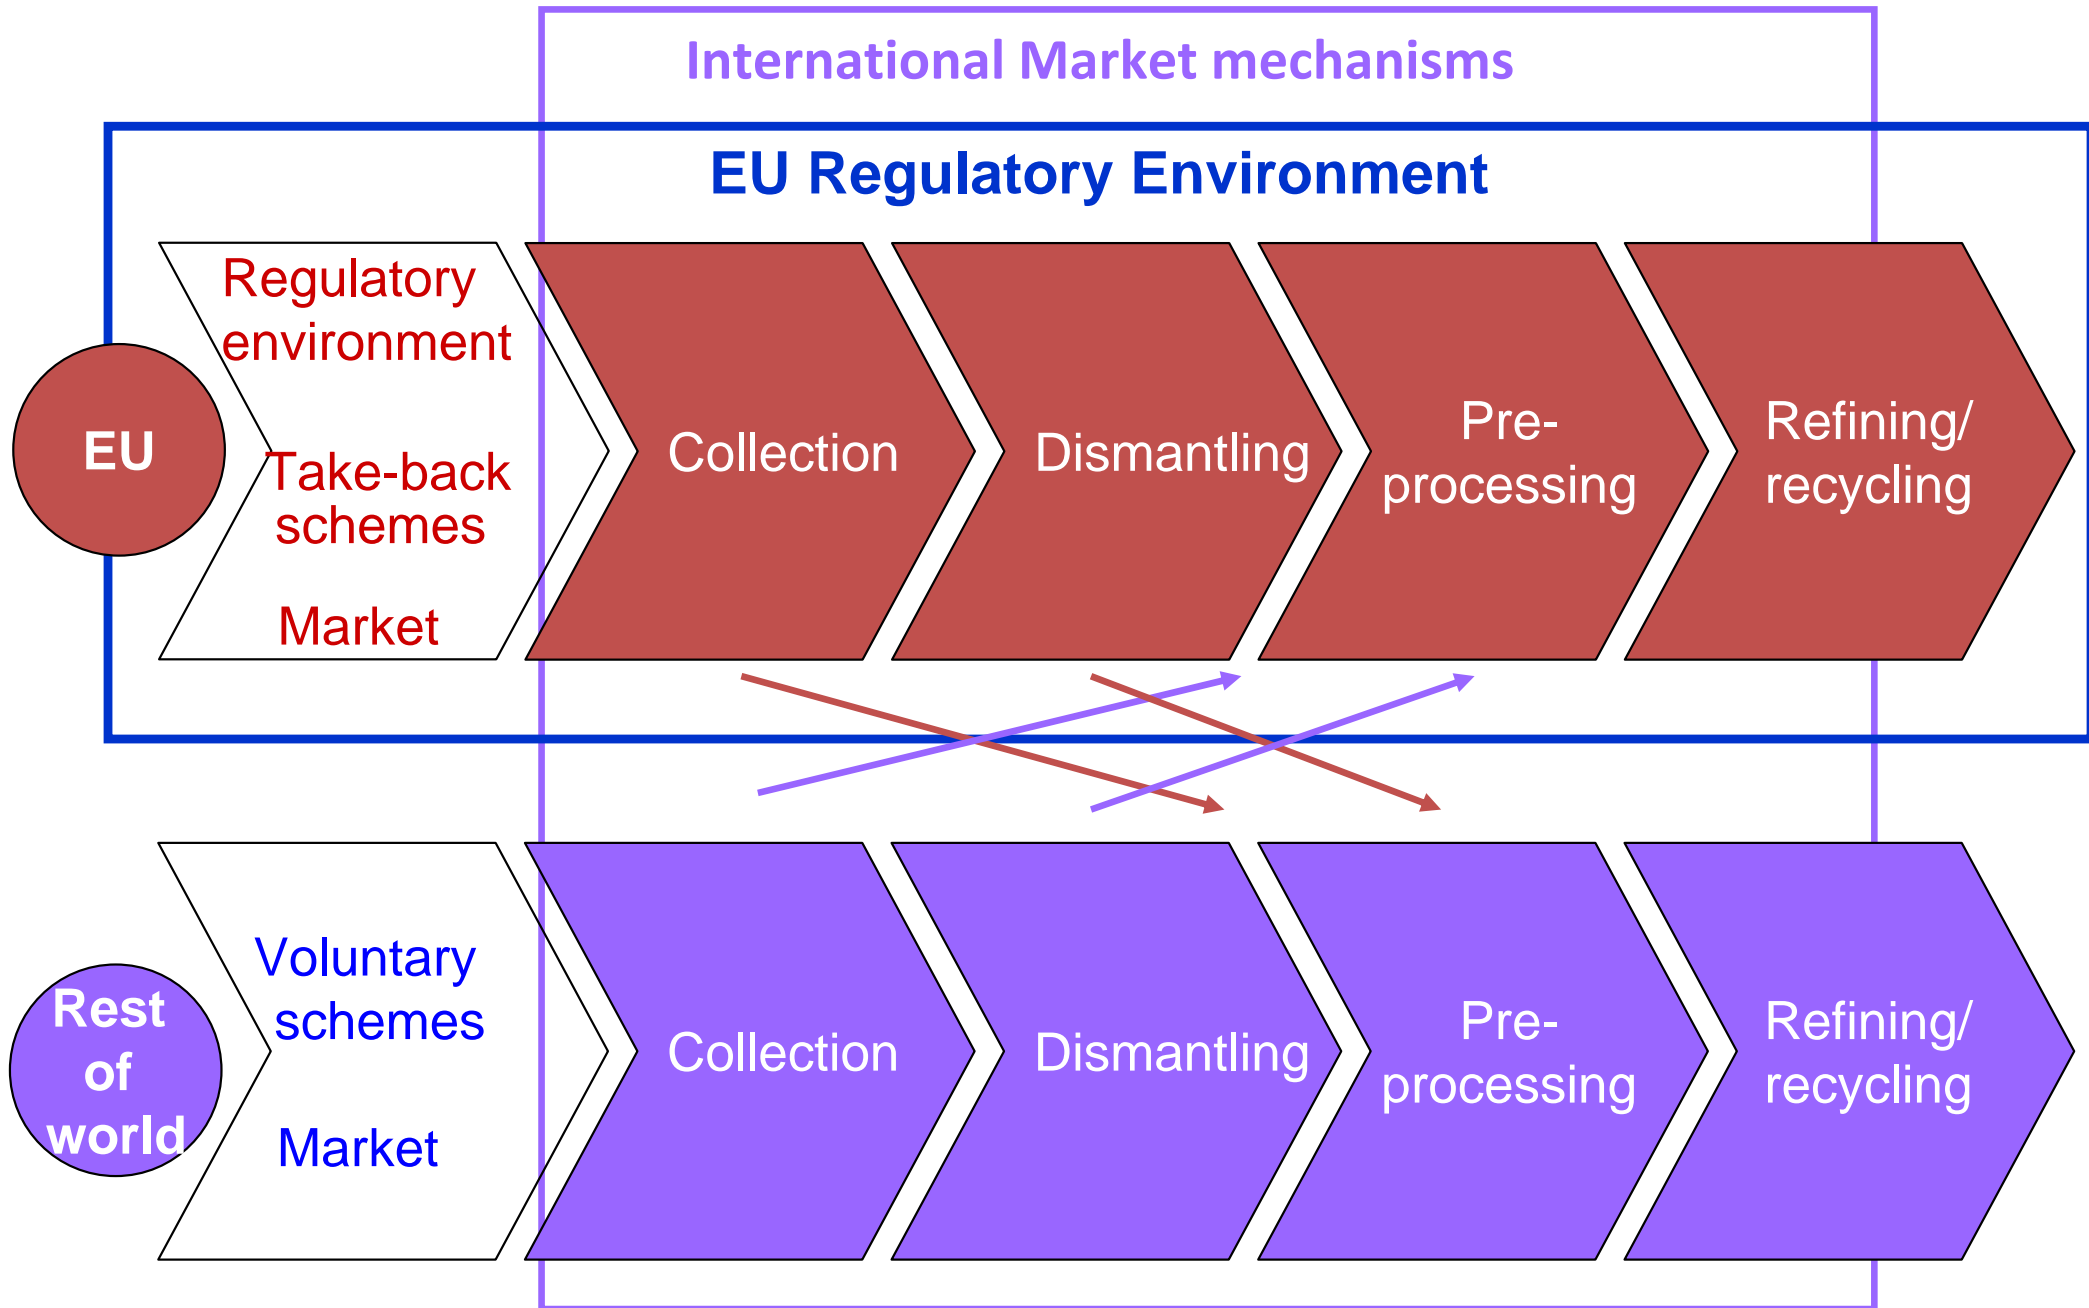 International Market mechanisms
EU Regulatory Environment
EU
Regulatory
environment
Take-back
schemes
Market
Collection
Dismantling
Pre-
processing
Refining/
recycling
Rest
of
world
Voluntary
schemes
Market
Collection
Dismantling
Pre-
processing
Refining/
recycling